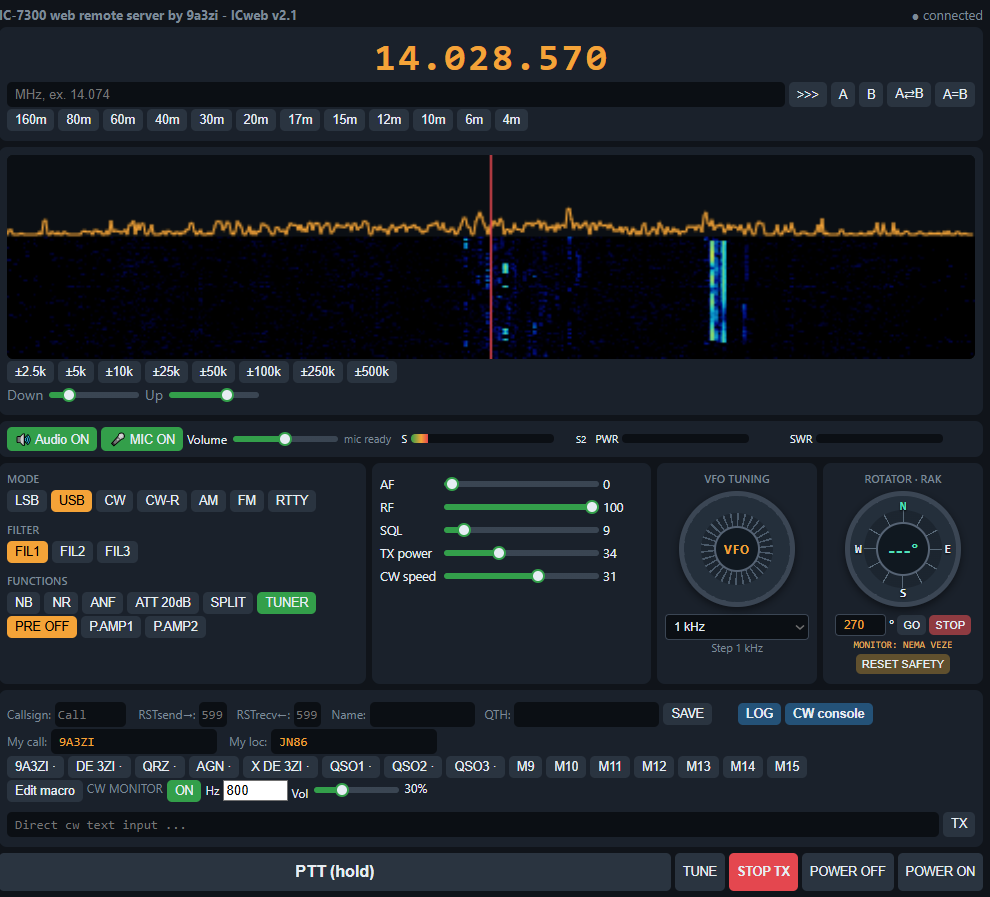 IC-7300 web remote server by 9a3zi - ICweb v2.1 ● connected
14.028.570
MHz, ex. 14.074 >>> A B A⇄B A=B
160m 80m 60m 40m 30m 20m 17m 15m 12m 10m 6m 4m
±2.5k ±5k ±10k ±25k ±50k ±100k ±250k ±500k
Down Up
Audio ON MIC ON Volume mic ready S S2 PWR SWR
MODE
LSB USB CW CW-R AM FM RTTY
FILTER
FIL1 FIL2 FIL3
FUNCTIONS
NB NR ANF ATT 20dB SPLIT TUNER
PRE OFF P.AMP1 P.AMP2
AF 0
RF 100
SQL 9
TX power 34
CW speed 31
VFO TUNING
VFO
1 kHz
Step 1 kHz
ROTATOR · RAK
N
W ---° E
S
270 ° GO STOP
MONITOR: NEMA VEZE
RESET SAFETY
Callsign: Call RSTsend→: 599 RSTrecv←: 599 Name: QTH: SAVE LOG CW console
My call: 9A3ZI My loc: JN86
9A3ZI · DE 3ZI · QRZ · AGN · X DE 3ZI · QSO1 · QSO2 · QSO3 · M9 M10 M11 M12 M13 M14 M15
Edit macro CW MONITOR ON Hz 800 Vol 30%
Direct cw text input ... TX
PTT (hold) TUNE STOP TX POWER OFF POWER ON